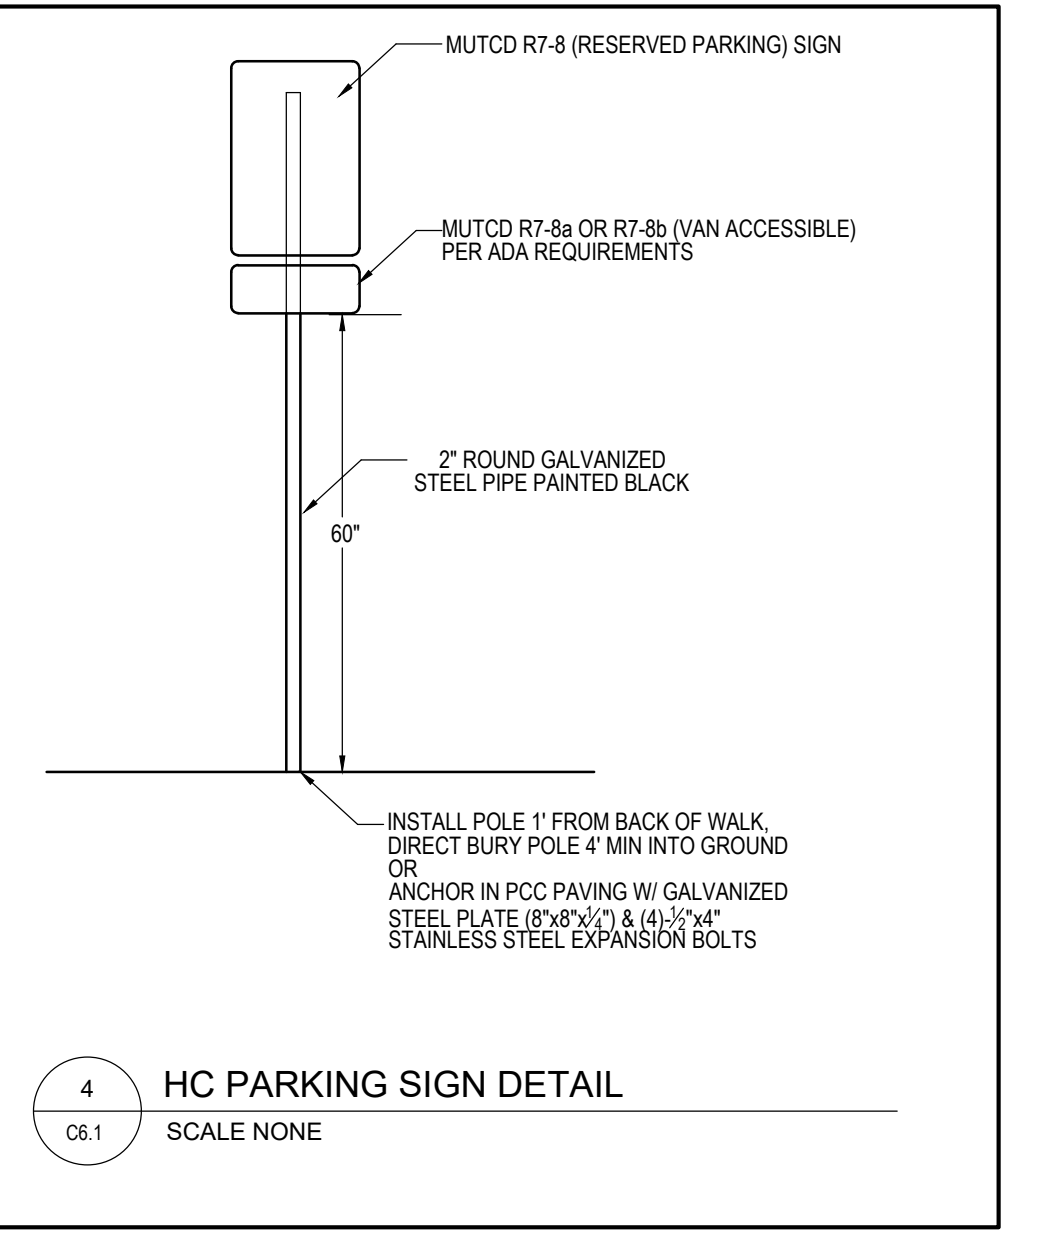 MUTCD R7-8 (RESERVED PARKING) SIGN
MUTCD R7-8a OR R7-8b (VAN ACCESSIBLE)
PER ADA REQUIREMENTS
2" ROUND GALVANIZED
STEEL PIPE PAINTED BLACK
60"
INSTALL POLE 1' FROM BACK OF WALK,
DIRECT BURY POLE 4' MIN INTO GROUND
OR
ANCHOR IN PCC PAVING W/ GALVANIZED
STEEL PLATE (8"x8"x1/4") & (4)-1/2"x4"
STAINLESS STEEL EXPANSION BOLTS
4
HC PARKING SIGN DETAIL
C6.1
SCALE NONE